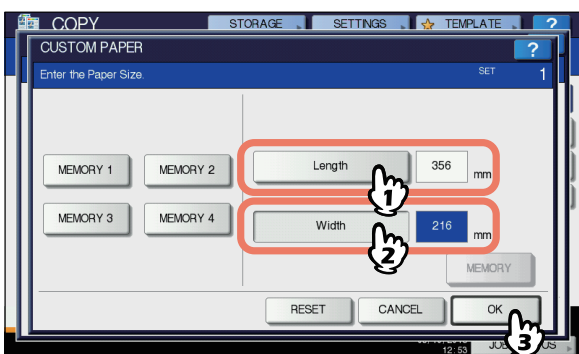 COPY STORAGE SETTINGS TEMPLATE ?
CUSTOM PAPER ?
Enter the Paper Size. SET 1
MEMORY 1 MEMORY 2 Length 356 mm
1
MEMORY 3 MEMORY 4 Width 216 mm
2
MEMORY
RESET CANCEL OK
3
12:53